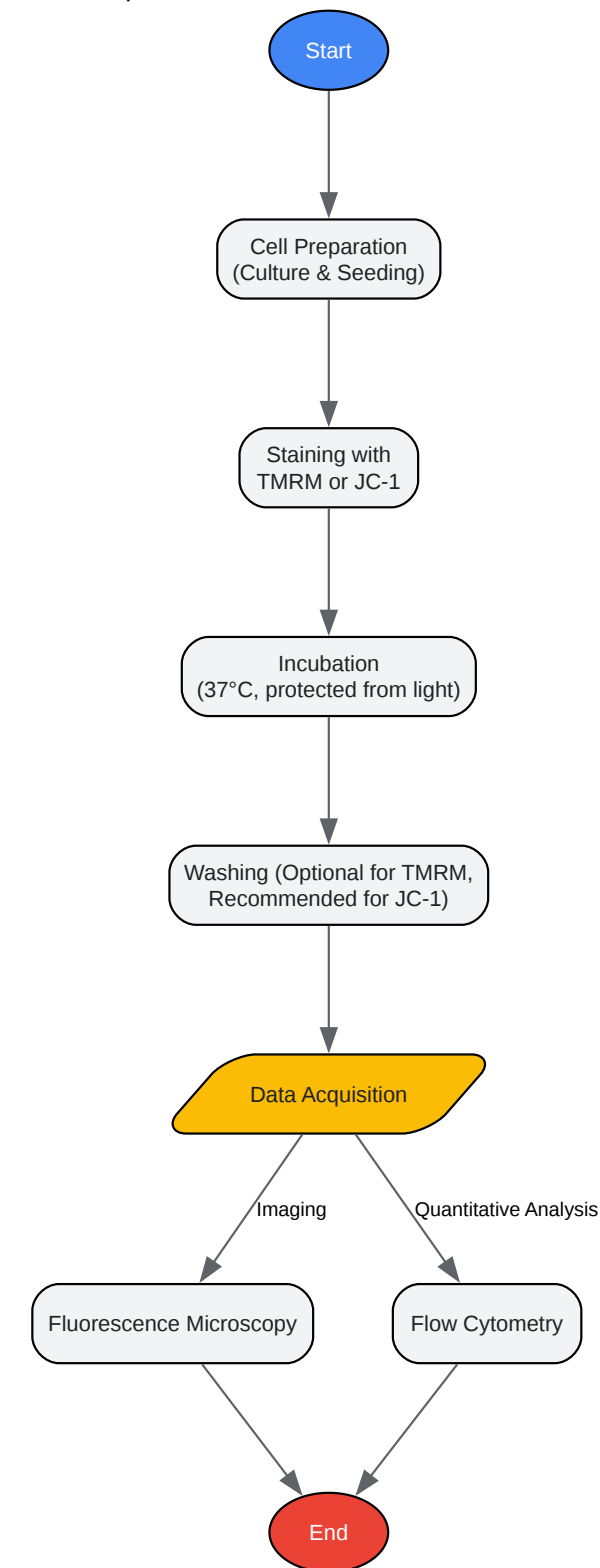 Start
Cell Preparation
(Culture & Seeding)
Staining with
TMRM or JC-1
Incubation
(37°C, protected from light)
Washing (Optional for TMRM,
Recommended for JC-1)
Data Acquisition
Imaging
Quantitative Analysis
Fluorescence Microscopy
Flow Cytometry
End